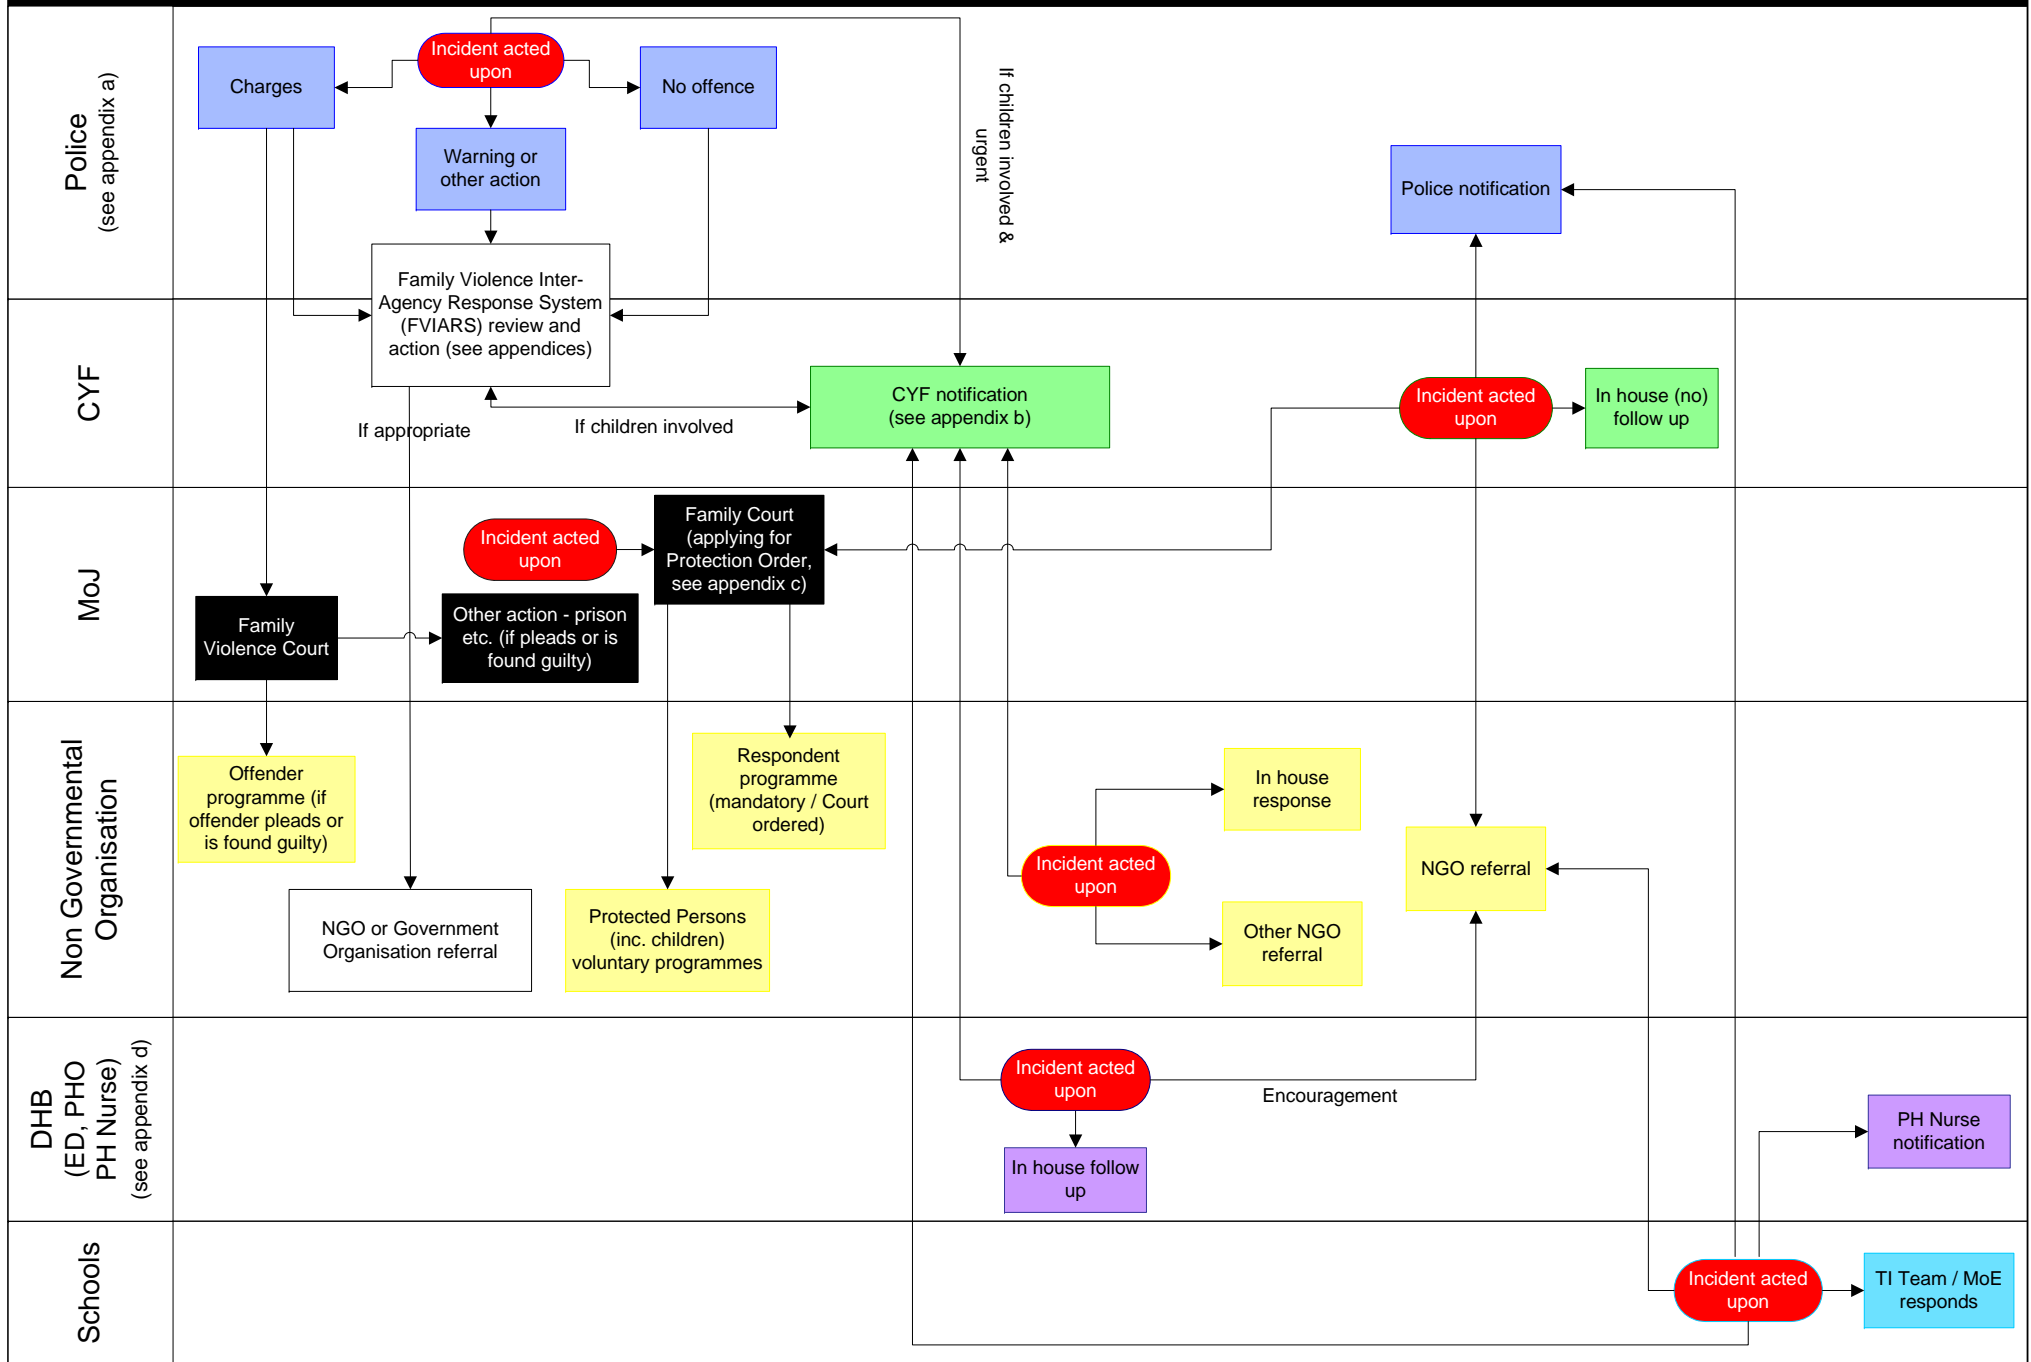 Police
(see appendix a)
Incident acted
upon
Charges
No offence
Warning or
other action
If children involved &
urgent
Police notification
Family Violence Inter-
Agency Response System
(FVIARS) review and
action (see appendices)
CYF
CYF notification
(see appendix b)
If appropriate
If children involved
Incident acted
upon
In house (no)
follow up
MoJ
Incident acted
upon
Family Court
(applying for
Protection Order,
see appendix c)
Family
Violence Court
Other action - prison
etc. (if pleads or is
found guilty)
Non Governmental
Organisation
Offender
programme (if
offender pleads or
is found guilty)
Respondent
programme
(mandatory / Court
ordered)
In house
response
Incident acted
upon
NGO referral
NGO or Government
Organisation referral
Protected Persons
(inc. children)
voluntary programmes
Other NGO
referral
DHB
(ED, PHO
PH Nurse)
(see appendix d)
Incident acted
upon
Encouragement
PH Nurse
notification
In house follow
up
Schools
Incident acted
upon
TI Team / MoE
responds